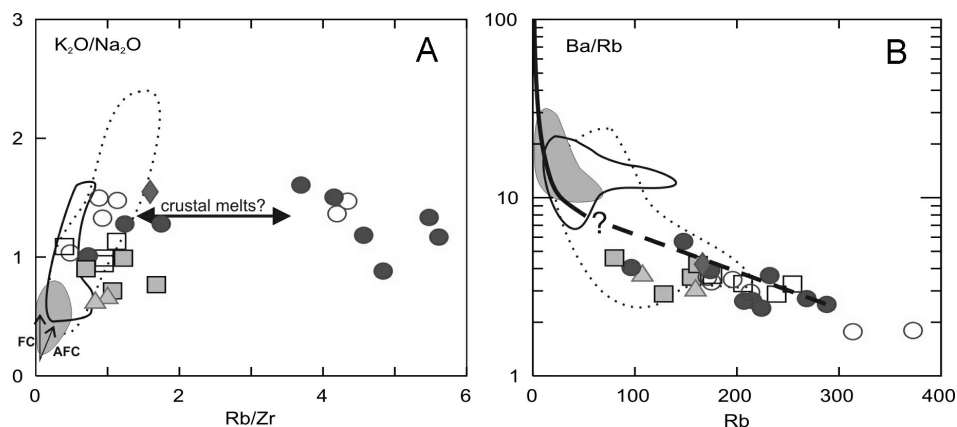 3
K₂O/Na₂O
A
2
crustal melts?
1
FC
AFC
0
0 2 4 6
Rb/Zr
100
Ba/Rb
B
10
?
1
0 100 200 300 400
Rb